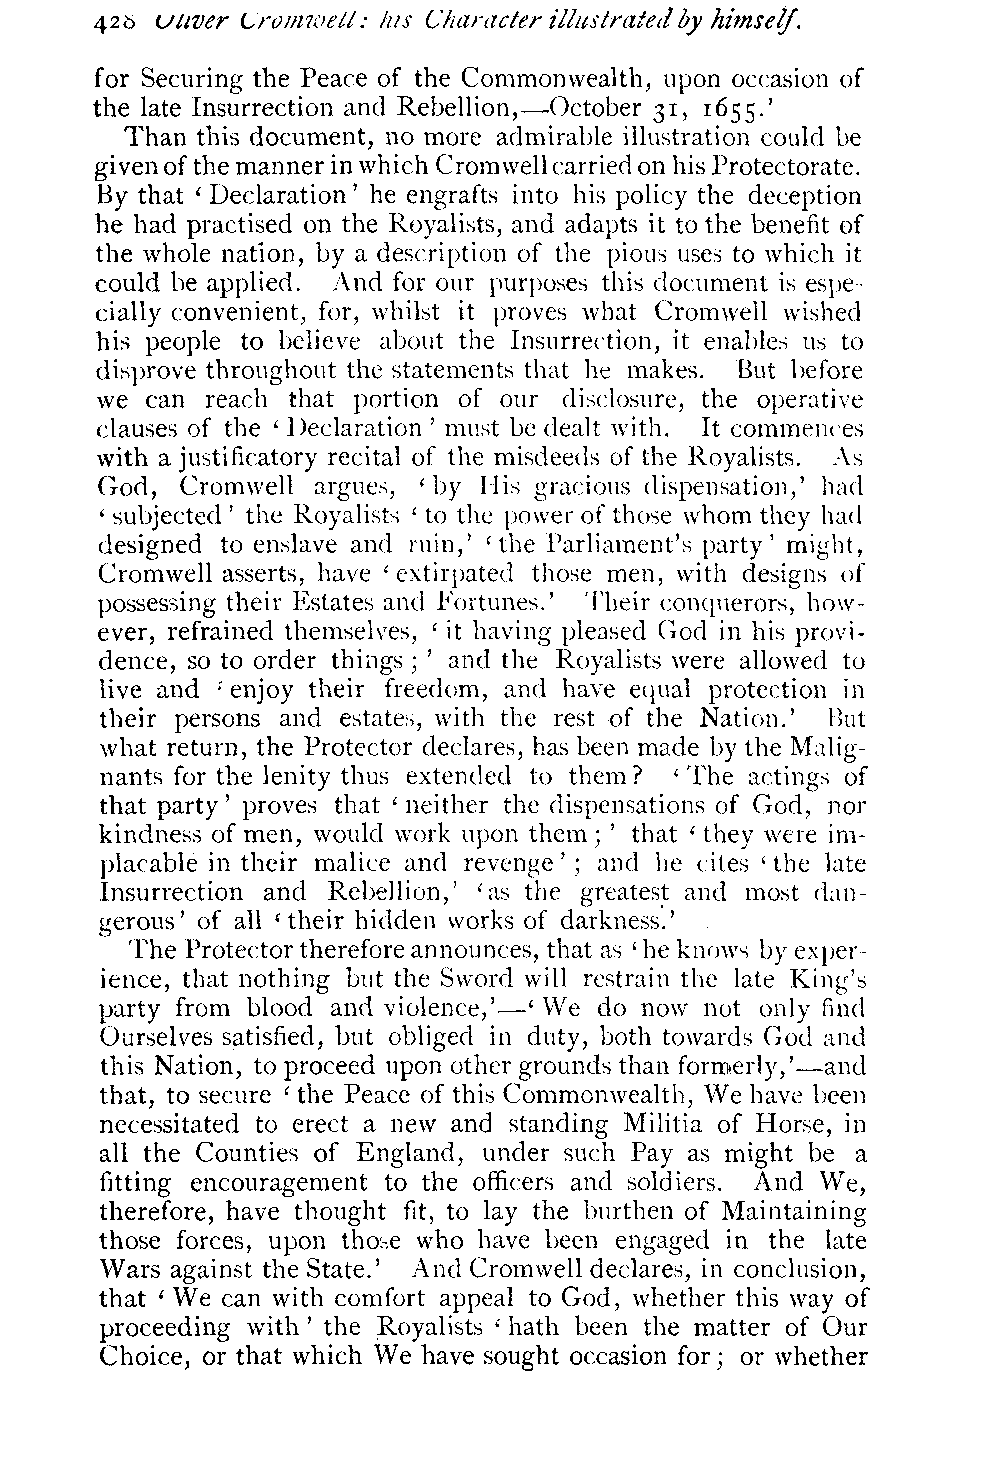 428 Oliver Cromwell: his Character illustrated by himself.
for Securing the Peace of the Commonwealth, upon occasion of
the late Insurrection and Rebellion,—October 31, 1655.'
Than this document, no more admirable illustration could be
given of the manner in which Cromwell carried on his Protectorate.
By that ‘Declaration’ he engrafts into his policy the deception
he had practised on the Royalists, and adapts it to the benefit of
the whole nation, by a description of the pious uses to which it
could be applied. And for our purposes this document is espe-
cially convenient, for, whilst it proves what Cromwell wished
his people to believe about the Insurrection, it enables us to
disprove throughout the statements that he makes. But before
we can reach that portion of our disclosure, the operative
clauses of the ‘Declaration’ must be dealt with. It commences
with a justificatory recital of the misdeeds of the Royalists. As
God, Cromwell argues, ‘by His gracious dispensation,’ had
‘subjected’ the Royalists ‘to the power of those whom they had
designed to enslave and ruin,’ ‘the Parliament's party’ might,
Cromwell asserts, have ‘extirpated those men, with designs of
possessing their Estates and Fortunes.’ Their conquerors, how-
ever, refrained themselves, ‘it having pleased God in his provi-
dence, so to order things;’ and the Royalists were allowed to
live and ‘enjoy their freedom, and have equal protection in
their persons and estates, with the rest of the Nation.’ But
what return, the Protector declares, has been made by the Malig-
nants for the lenity thus extended to them? ‘The actings of
that party’ proves that ‘neither the dispensations of God, nor
kindness of men, would work upon them;’ that ‘they were im-
placable in their malice and revenge’; and he cites ‘the late
Insurrection and Rebellion,’ ‘as the greatest and most dan-
gerous’ of all ‘their hidden works of darkness.’
The Protector therefore announces, that as ‘he knows by exper-
ience, that nothing but the Sword will restrain the late King's
party from blood and violence,’—‘We do now not only find
Ourselves satisfied, but obliged in duty, both towards God and
this Nation, to proceed upon other grounds than formerly,’—and
that, to secure ‘the Peace of this Commonwealth, We have been
necessitated to erect a new and standing Militia of Horse, in
all the Counties of England, under such Pay as might be a
fitting encouragement to the officers and soldiers. And We,
therefore, have thought fit, to lay the burthen of Maintaining
those forces, upon those who have been engaged in the late
Wars against the State.’ And Cromwell declares, in conclusion,
that ‘We can with comfort appeal to God, whether this way of
proceeding with’ the Royalists ‘hath been the matter of Our
Choice, or that which We have sought occasion for; or whether